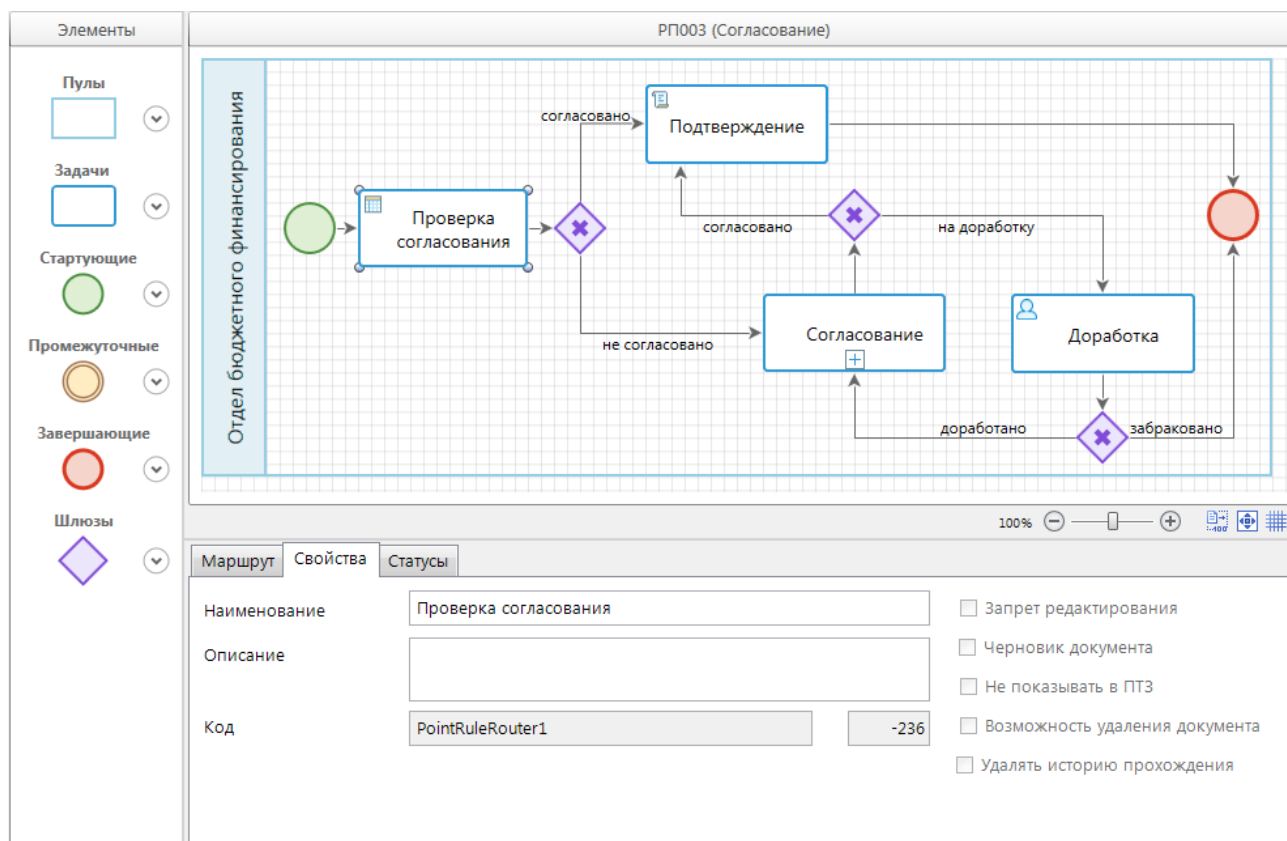 Элементы
Пулы
Задачи
Стартующие
Промежуточные
Завершающие
Шлюзы
РП003 (Согласование)
Отдел бюджетного финансирования
согласовано
Подтверждение
Проверка
согласования
согласовано
на доработку
не согласовано
Согласование
Доработка
доработано
забраковано
100%
:100
Маршрут
Свойства
Статусы
Наименование
Проверка согласования
Описание
Код
PointRuleRouter1
-236
Запрет редактирования
Черновик документа
Не показывать в ПТЗ
Возможность удаления документа
Удалять историю прохождения